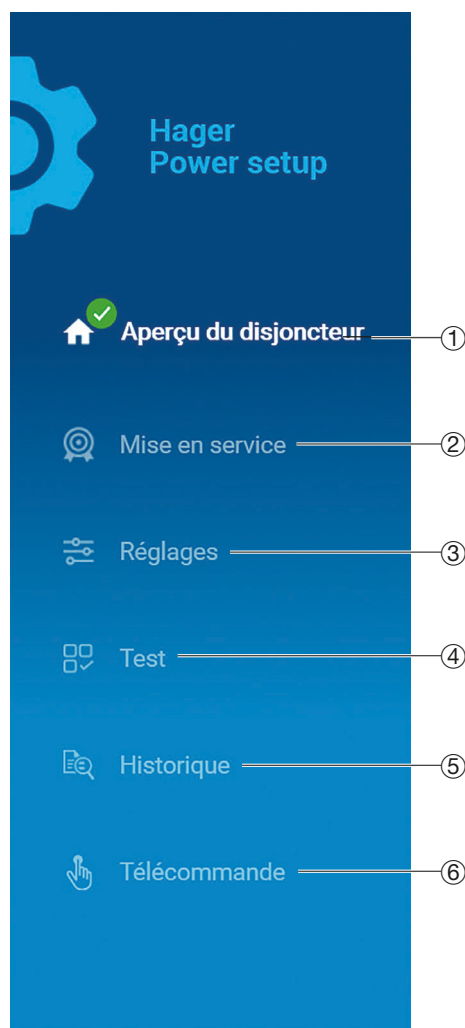 Hager
Power setup
Aperçu du disjoncteur ①
Mise en service ②
Réglages ③
Test ④
Historique ⑤
Télécommande ⑥